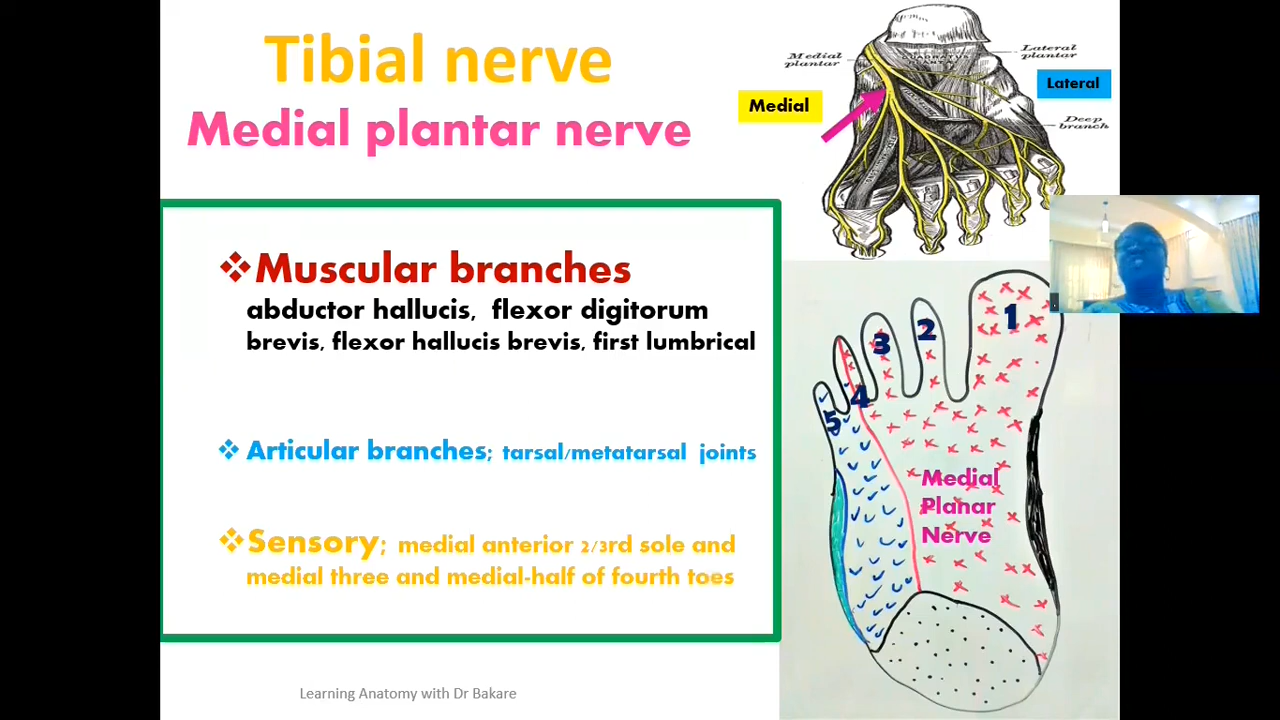 Tibial nerve
Medial plantar nerve
❖Muscular branches
abductor hallucis, flexor digitorum
brevis, flexor hallucis brevis, first lumbrical
❖ Articular branches; tarsal/metatarsal joints
❖Sensory; medial anterior 2/3rd sole and
medial three and medial-half of fourth toes
Learning Anatomy with Dr Bakare
Medial
plantar
Lateral
plantar
Lateral
Medial
Deep
branch
1
2
3
4
5
Medial
Planar
Nerve